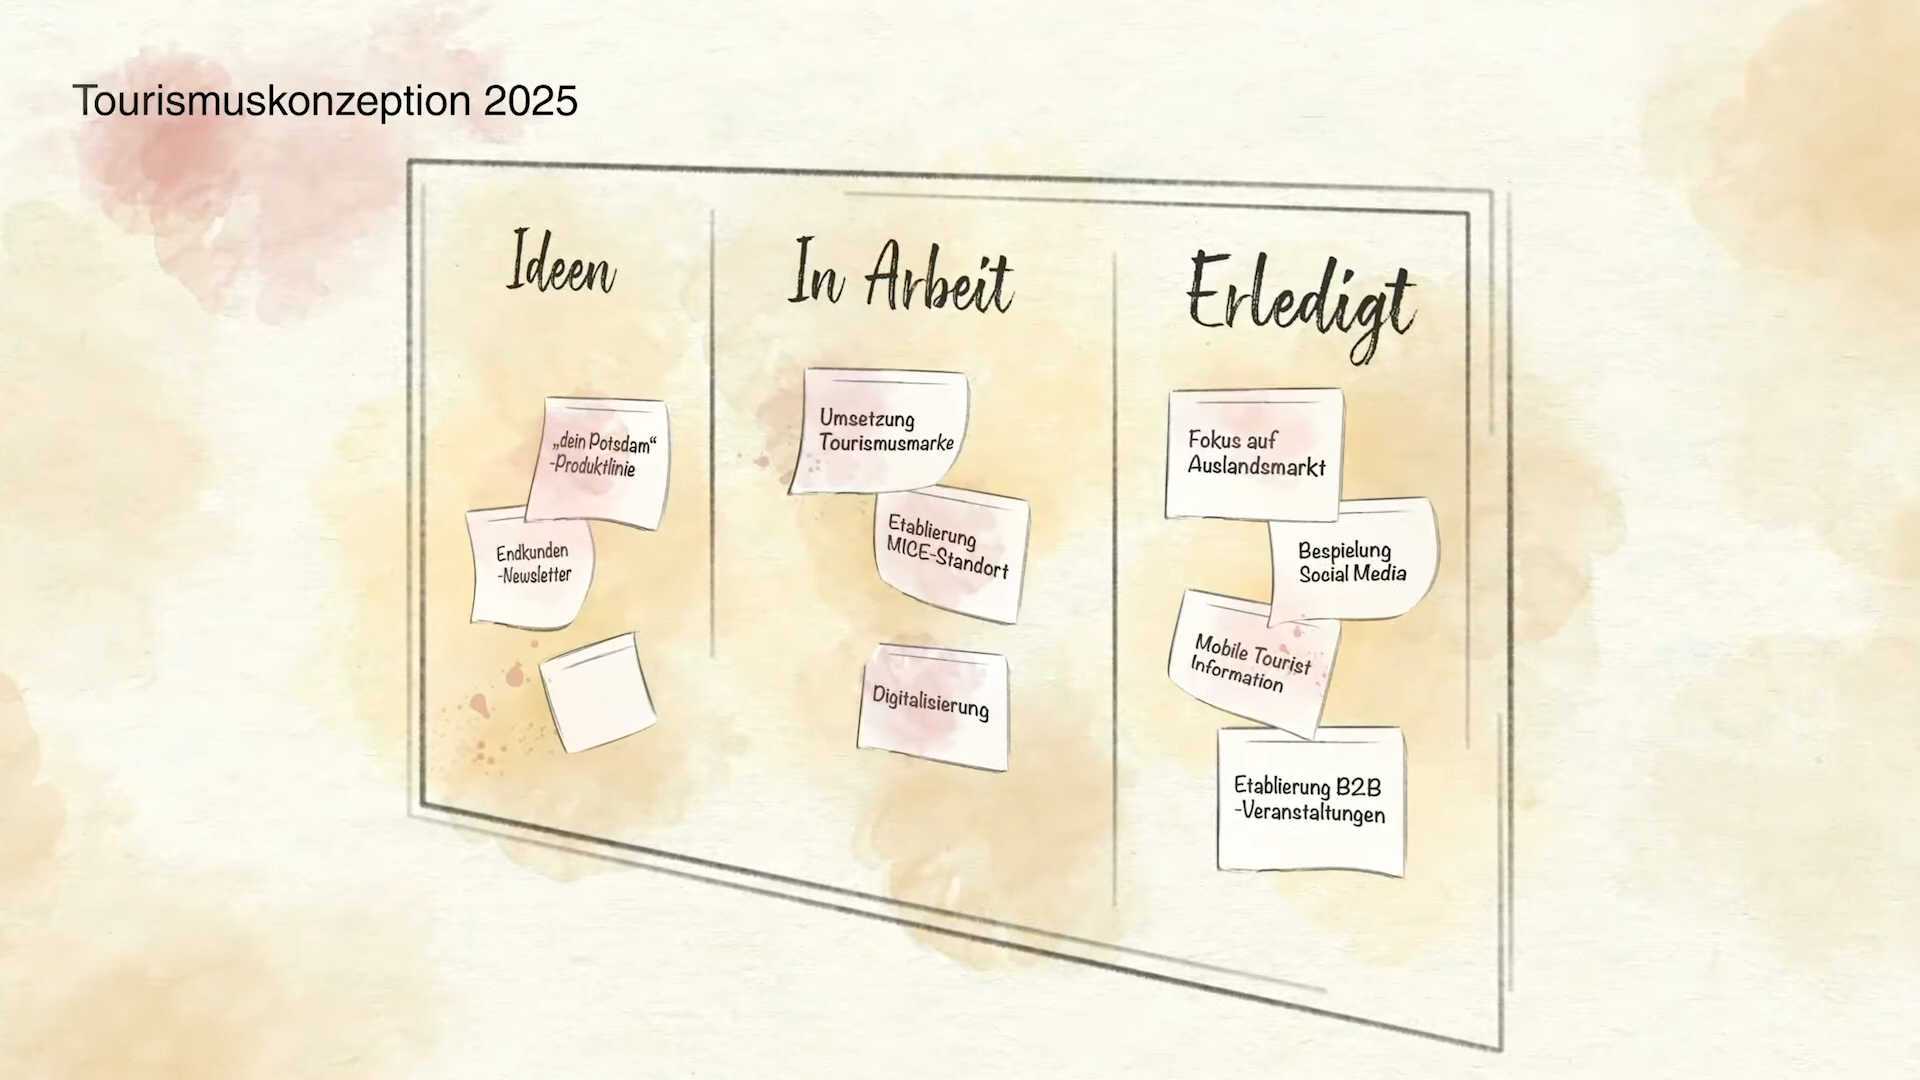 Tourismuskonzeption 2025
Ideen
„dein Potsdam“
-Produktlinie
Endkunden
-Newsletter
In Arbeit
Umsetzung
Tourismusmarke
Etablierung
MICE-Standort
Digitalisierung
Erledigt
Fokus auf
Auslandsmarkt
Bespielung
Social Media
Mobile Tourist
Information
Etablierung B2B
-Veranstaltungen